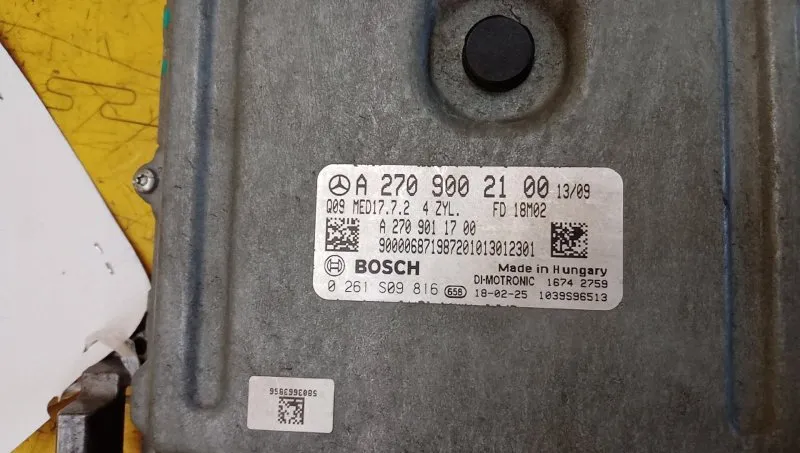 A 270 900 21 00 13/09
Q09 MED17.7.2 4 ZYL. FD 18M02
A 270 901 17 00
900006871987201013012301
BOSCH Made in Hungary
DI-MOTRONIC 1674 2759
0 261 S09 816 658 18-02-25 1039S96513